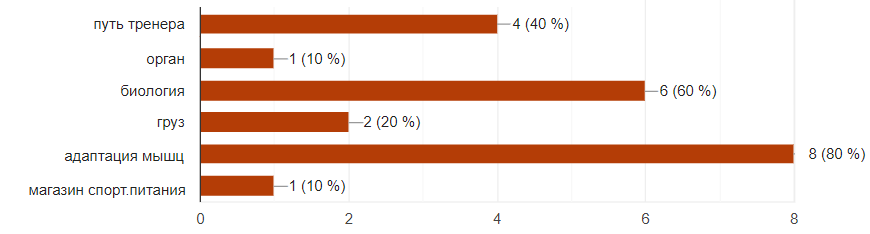 путь тренера 4 (40 %)
орган 1 (10 %)
биология 6 (60 %)
груз 2 (20 %)
адаптация мышц 8 (80 %)
магазин спорт.питания 1 (10 %)
0 2 4 6 8